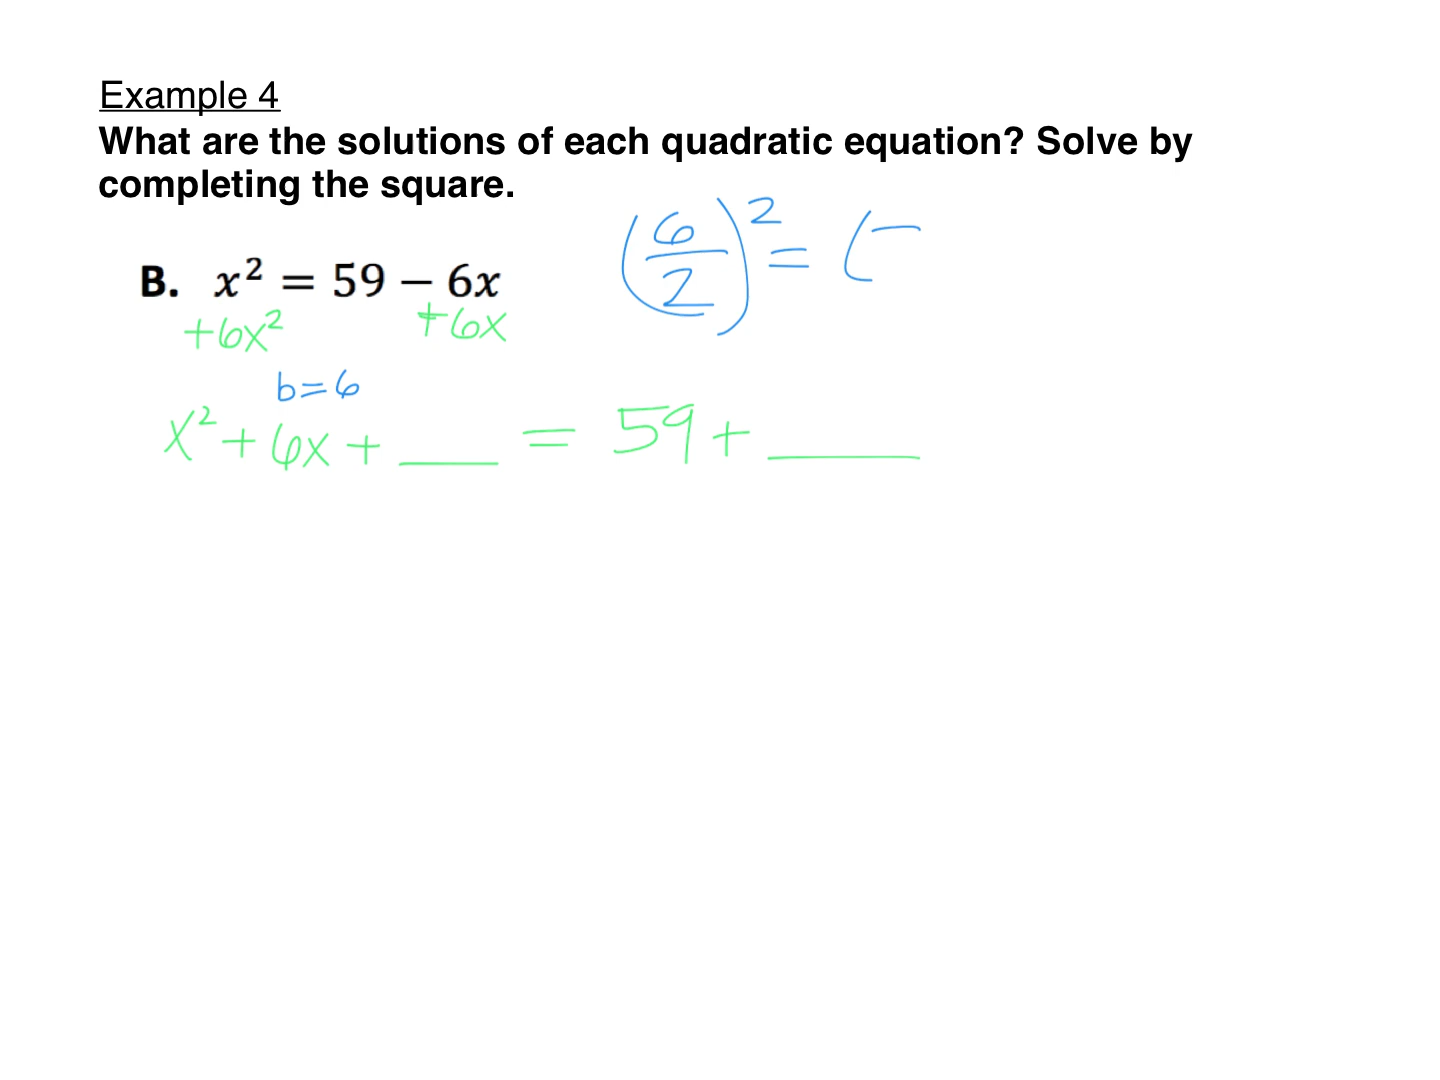 Example 4
What are the solutions of each quadratic equation? Solve by
completing the square.
(6/2)² = (
B. x² = 59 − 6x
+6x² +6x
b=6
x² + 6x + ___ = 59 + ____